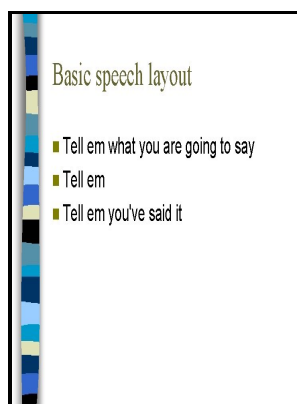 Basic speech layout
Tell em what you are going to say
Tell em
Tell em you've said it